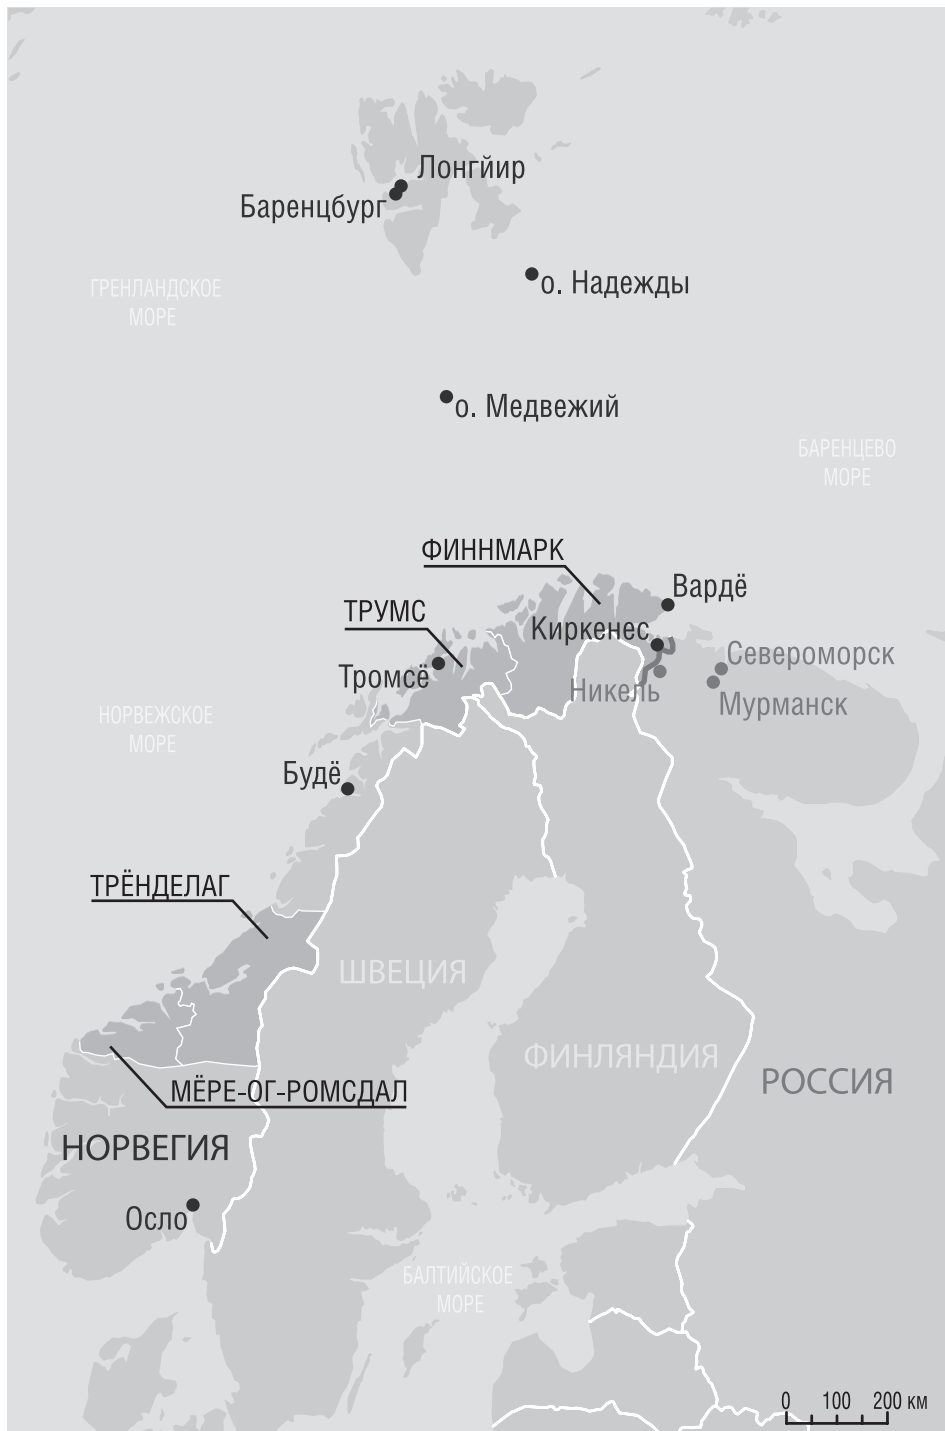 Лонгйир
Баренцбург
о. Надежды
ГРЕНЛАНДСКОЕ
МОРЕ
о. Медвежий
БАРЕНЦЕВО
МОРЕ
ФИННМАРК
Вардё
ТРУМС
Киркенес
Североморск
Тромсё
Никель
Мурманск
НОРВЕЖСКОЕ
МОРЕ
Будё
ТРЁНДЕЛАГ
ШВЕЦИЯ
ФИНЛЯНДИЯ
РОССИЯ
МЁРЕ-ОГ-РОМСДАЛ
НОРВЕГИЯ
Осло
БАЛТИЙСКОЕ
МОРЕ
0 100 200 км